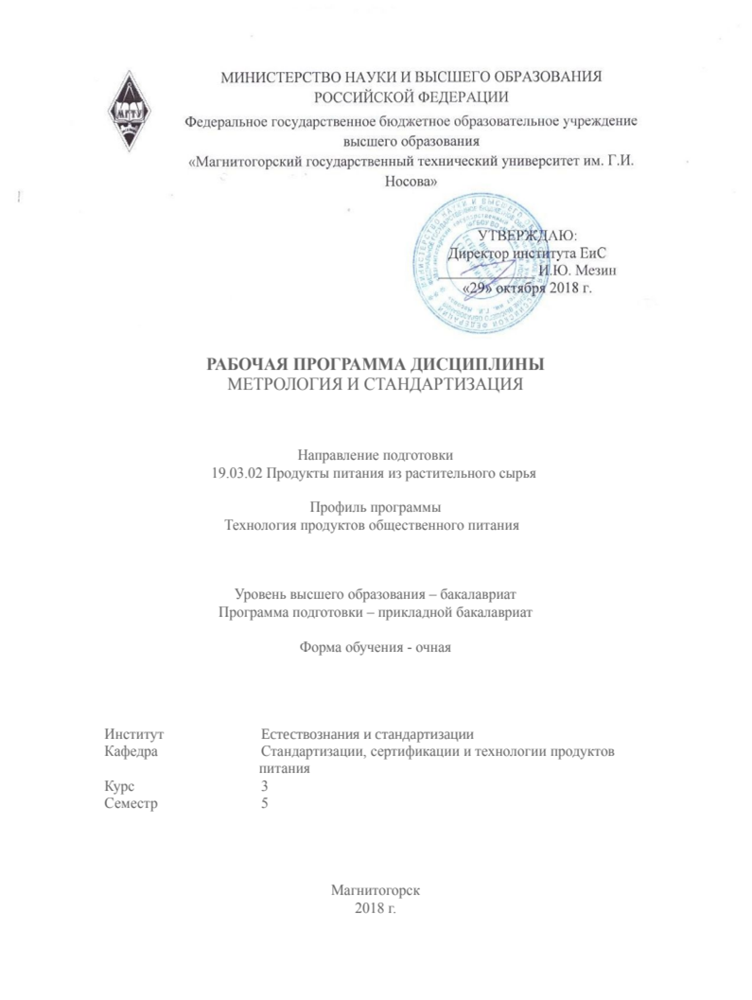 МИНИСТЕРСТВО НАУКИ И ВЫСШЕГО ОБРАЗОВАНИЯ
РОССИЙСКОЙ ФЕДЕРАЦИИ
Федеральное государственное бюджетное образовательное учреждение
высшего образования
«Магнитогорский государственный технический университет им. Г.И.
Носова»
МГТУ
УТВЕРЖДАЮ:
Директор института ЕиС
_____________ И.Ю. Мезин
«29» октября 2018 г.
РАБОЧАЯ ПРОГРАММА ДИСЦИПЛИНЫ
МЕТРОЛОГИЯ И СТАНДАРТИЗАЦИЯ
Направление подготовки
19.03.02 Продукты питания из растительного сырья
Профиль программы
Технология продуктов общественного питания
Уровень высшего образования – бакалавриат
Программа подготовки – прикладной бакалавриат
Форма обучения - очная
Институт Естествознания и стандартизации
Кафедра Стандартизации, сертификации и технологии продуктов
питания
Курс 3
Семестр 5
Магнитогорск
2018 г.